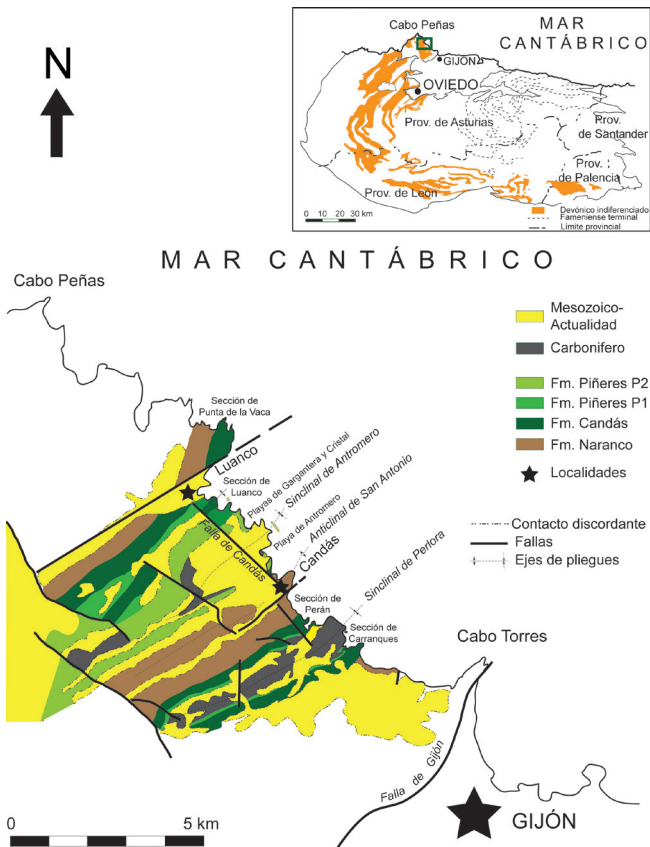 Cabo Peñas
MAR
CANTÁBRICO
GIJÓN
OVIEDO
Prov. de Asturias
Prov.
de Santander
Prov.
de Palencia
Prov. de León
0 10 20 30 km
Devónico indiferenciado
Fameniense terminal
Límite provincial
N
MAR CANTÁBRICO
Cabo Peñas
Mesozoico-
Actualidad
Carbonifero
Fm. Piñeres P2
Fm. Piñeres P1
Fm. Candás
Fm. Naranco
Localidades
Contacto discordante
Fallas
Ejes de pliegues
Sección de
Punta de la Vaca
Luanco
Sección de
Luanco
Playas de Gargantera y Cristal
Sinclinal de Antromero
Playa de Antromero
Anticlinal de San Antonio
Falla de Candás
Candás
Sinclinal de Perlora
Sección de
Perán
Sección de
Carranques
Cabo Torres
Falla de Gijón
GIJÓN
0 5 km